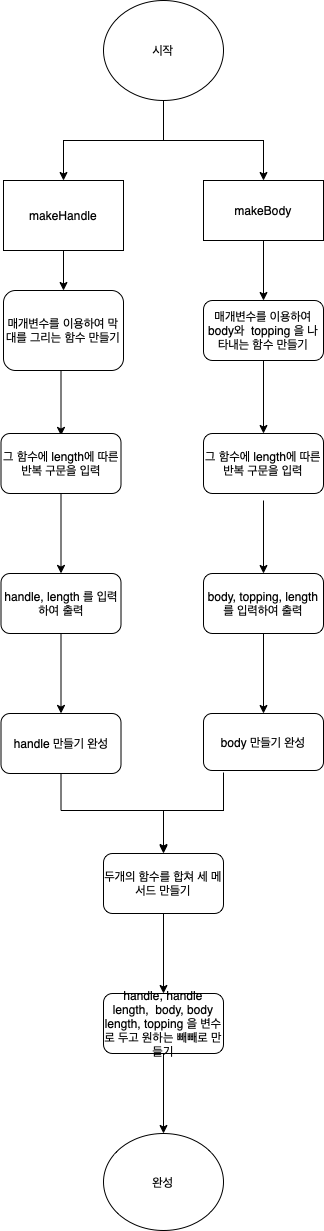 시작
makeHandle
makeBody
매개변수를 이용하여 막
대를 그리는 함수 만들기
매개변수를 이용하여
body와 topping 을 나
타내는 함수 만들기
그 함수에 length에 따른
반복 구문을 입력
그 함수에 length에 따른
반복 구문을 입력
handle, length 를 입력
하여 출력
body, topping, length
를 입력하여 출력
handle 만들기 완성
body 만들기 완성
두개의 함수를 합쳐 세 메
서드 만들기
handle, handle
length, body, body
length, topping 을 변수
로 두고 원하는 빼빼로 만
들기
완성